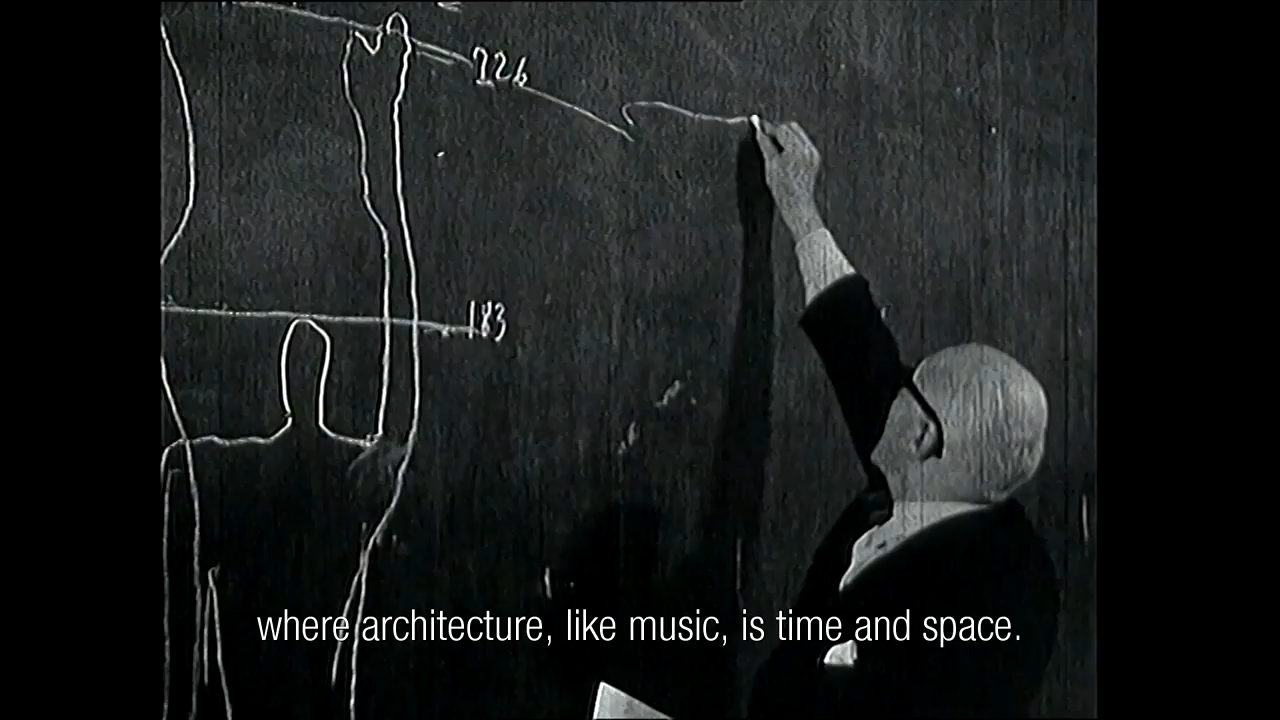 226
183
where architecture, like music, is time and space.